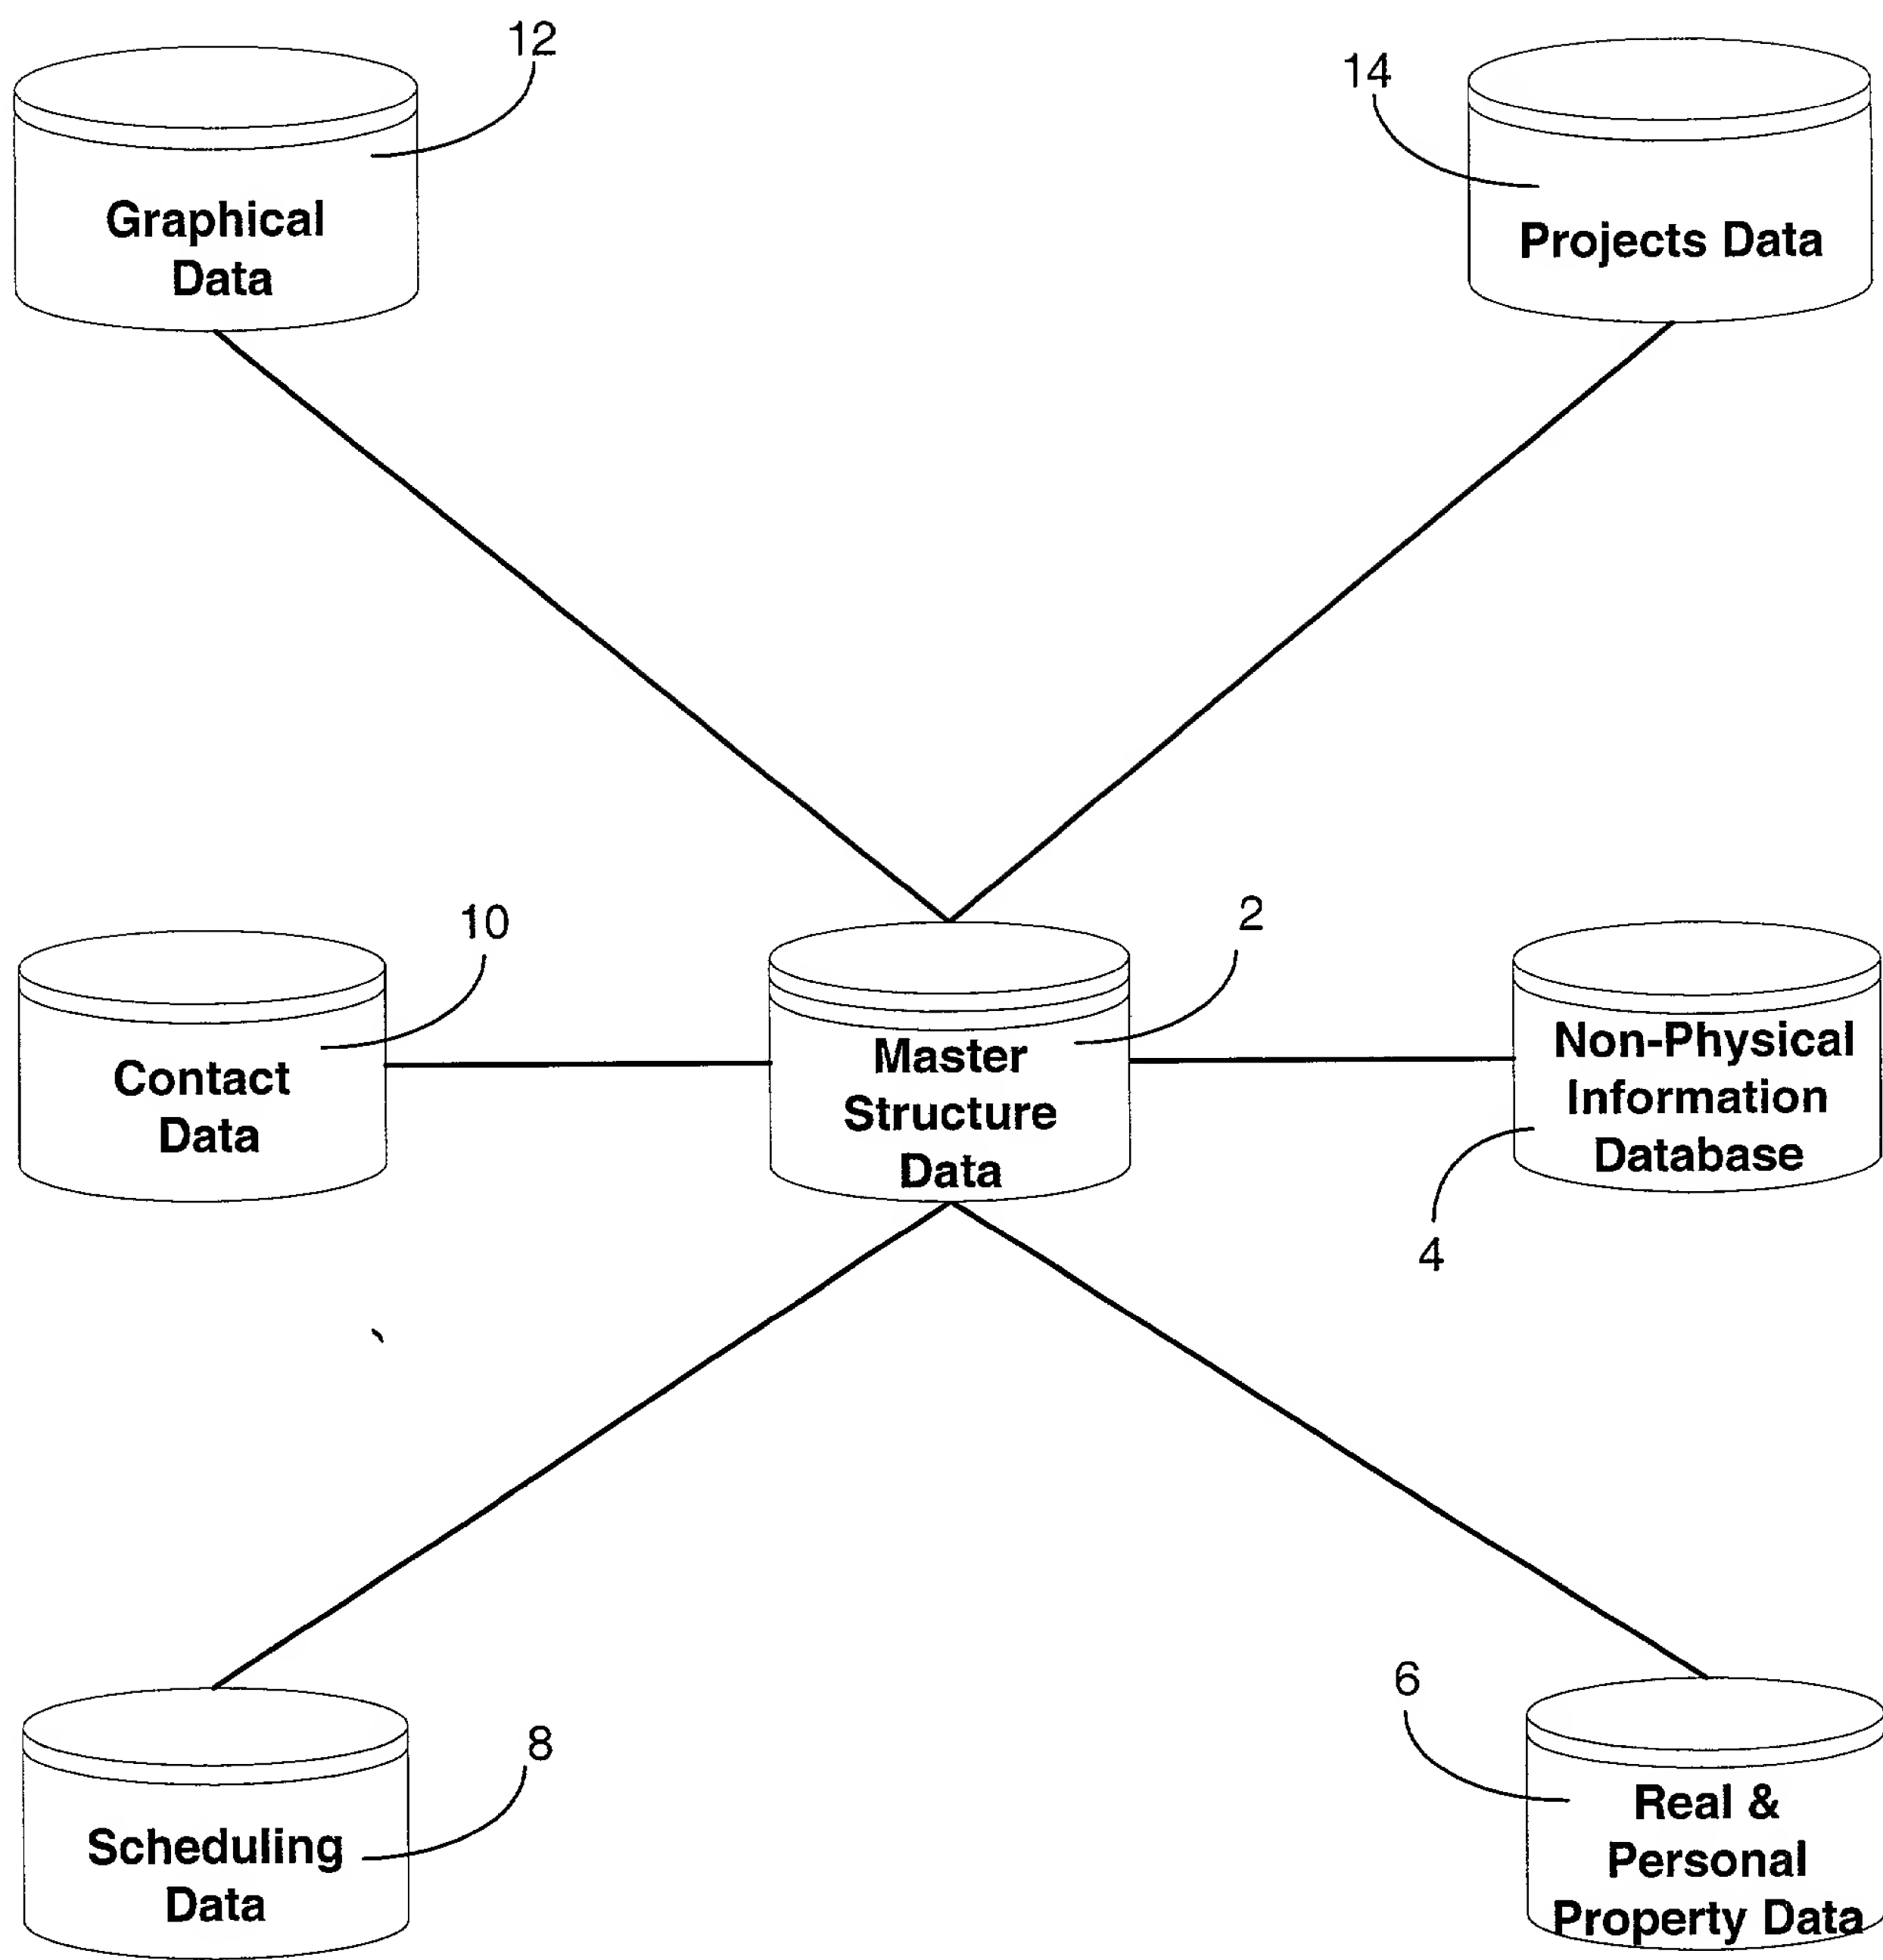 12
14
Graphical
Data
Projects Data
10
2
Contact
Data
Master
Structure
Data
Non-Physical
Information
Database
4
8
6
Scheduling
Data
Real &
Personal
Property Data